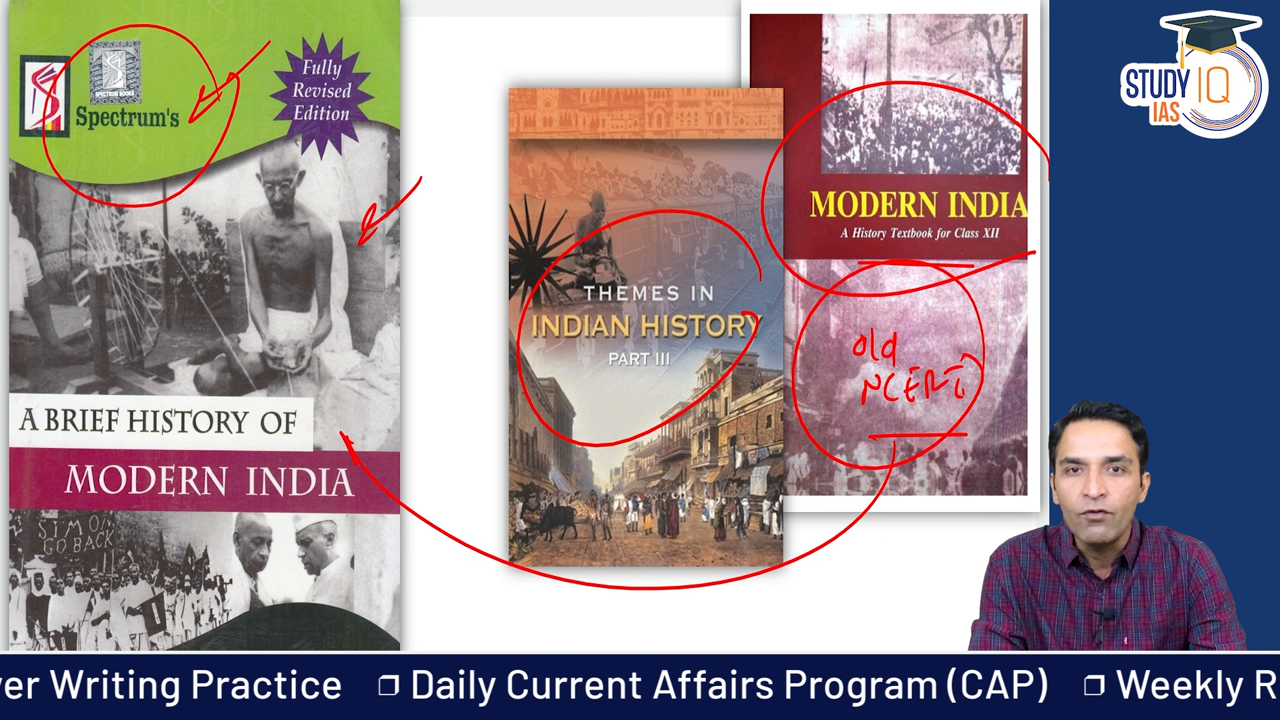 SPECTRUM BOOKS
Spectrum's
Fully
Revised
Edition
A BRIEF HISTORY OF
MODERN INDIA
SIMON
GO BACK
THEMES IN
INDIAN HISTORY
PART III
MODERN INDIA
A History Textbook for Class XII
old
NCERT
STUDY IQ
IAS
ver Writing Practice ❐ Daily Current Affairs Program (CAP) ❐ Weekly R